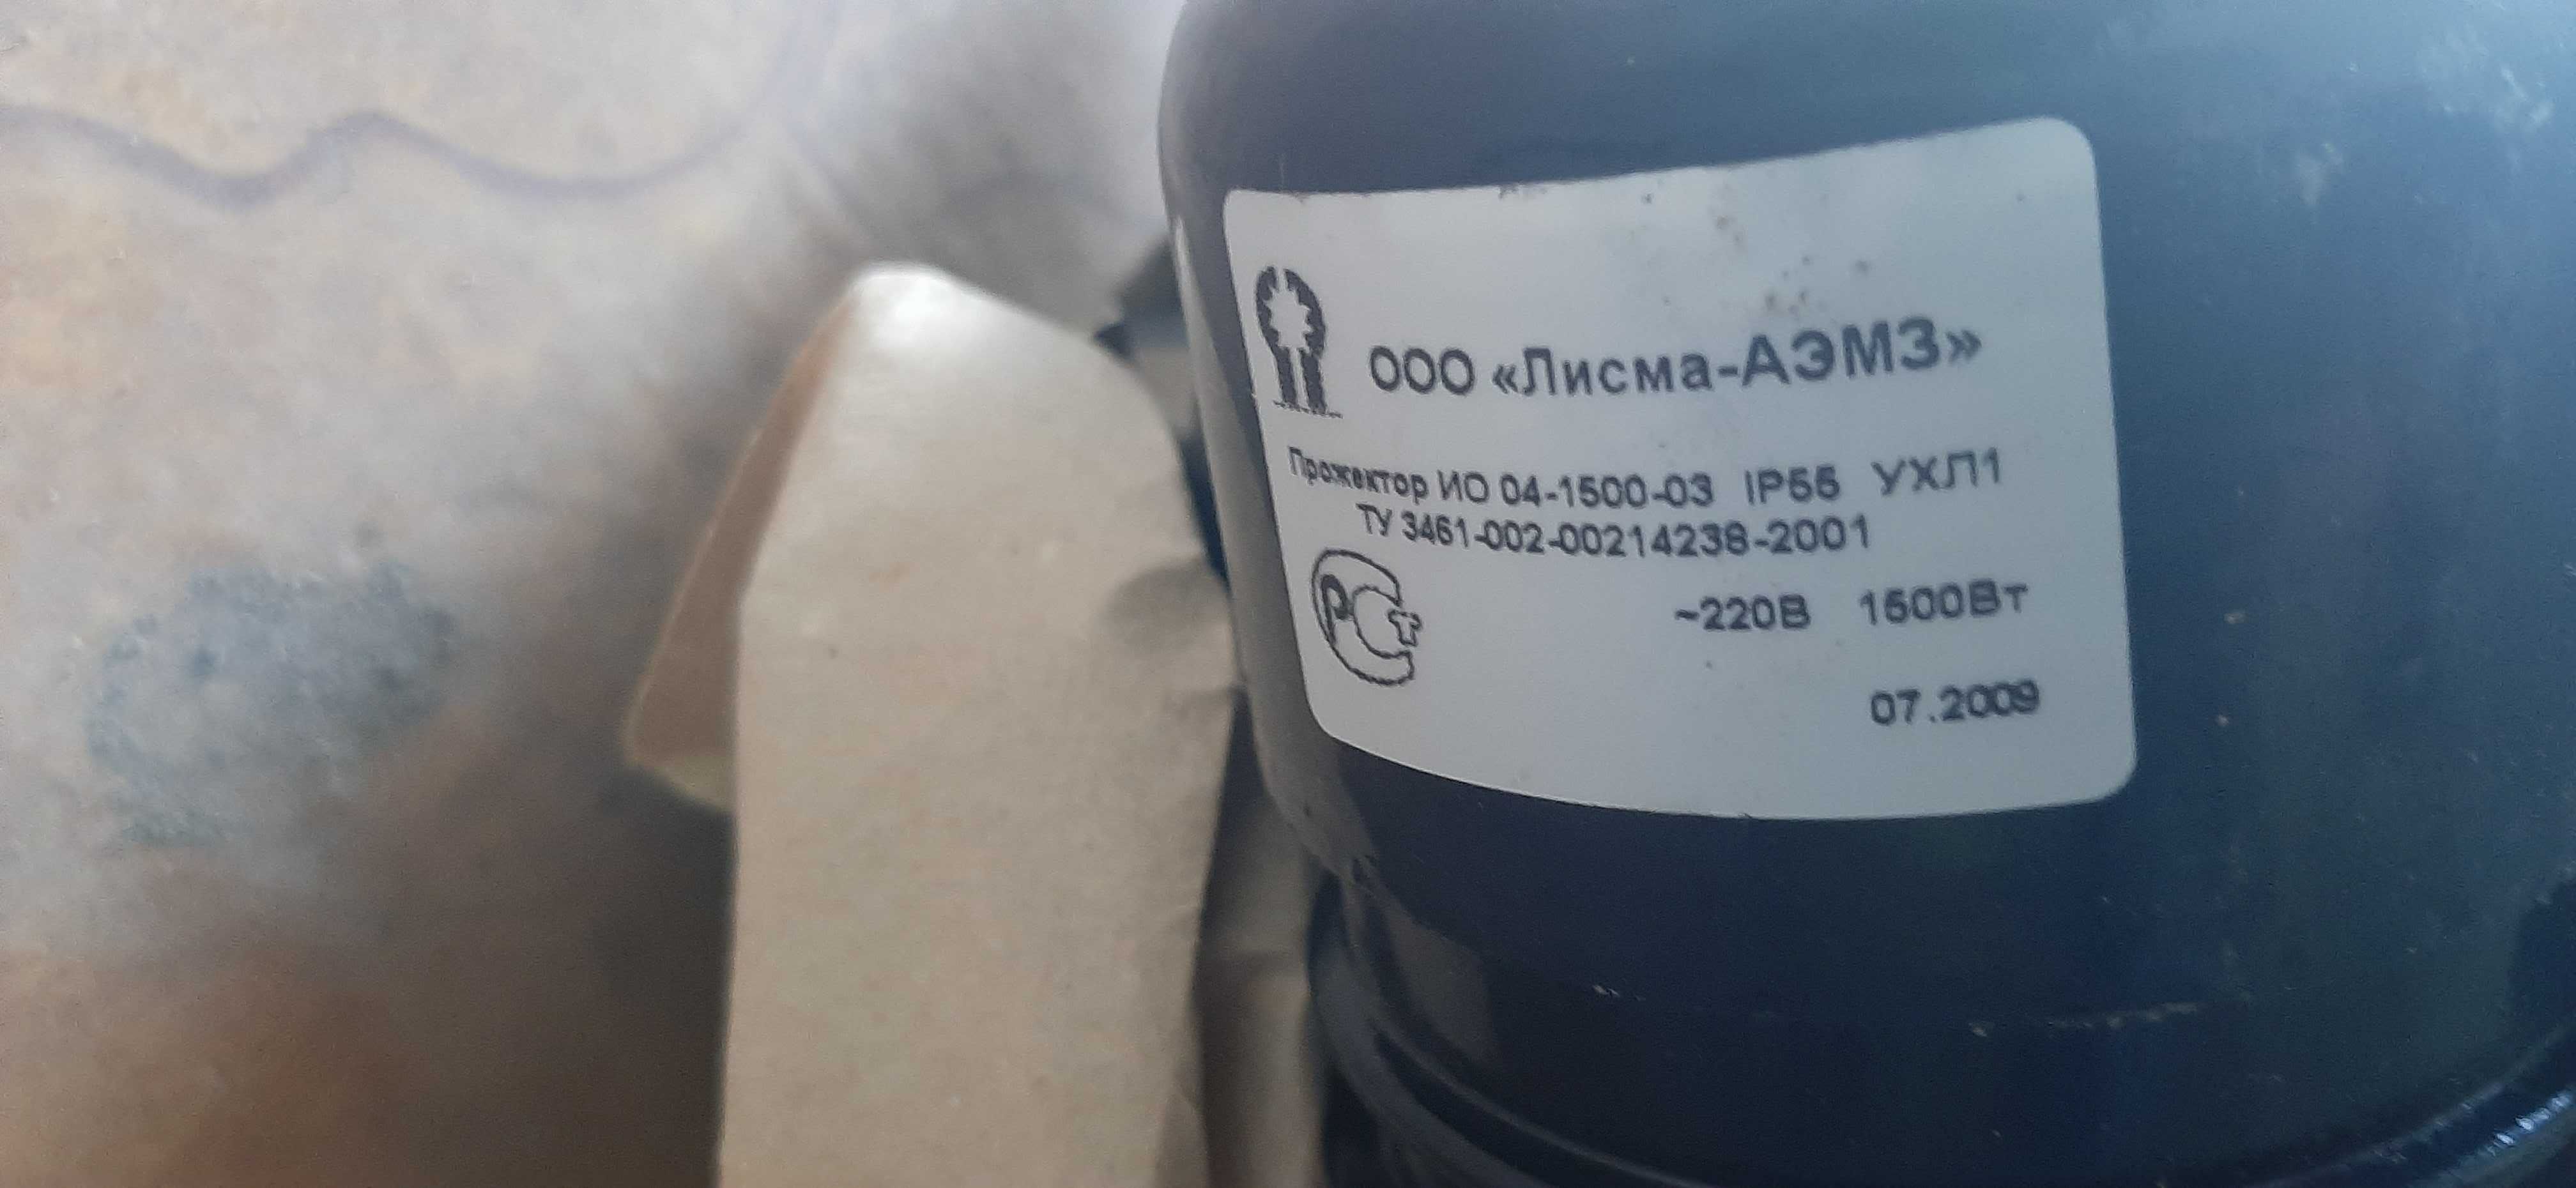 ООО «Лисма-АЭМЗ»
Прожектор ИО 04-1500-03 IP55 УХЛ1
ТУ 3461-002-00214238-2001
РСт
~220В 1500Вт
07.2009